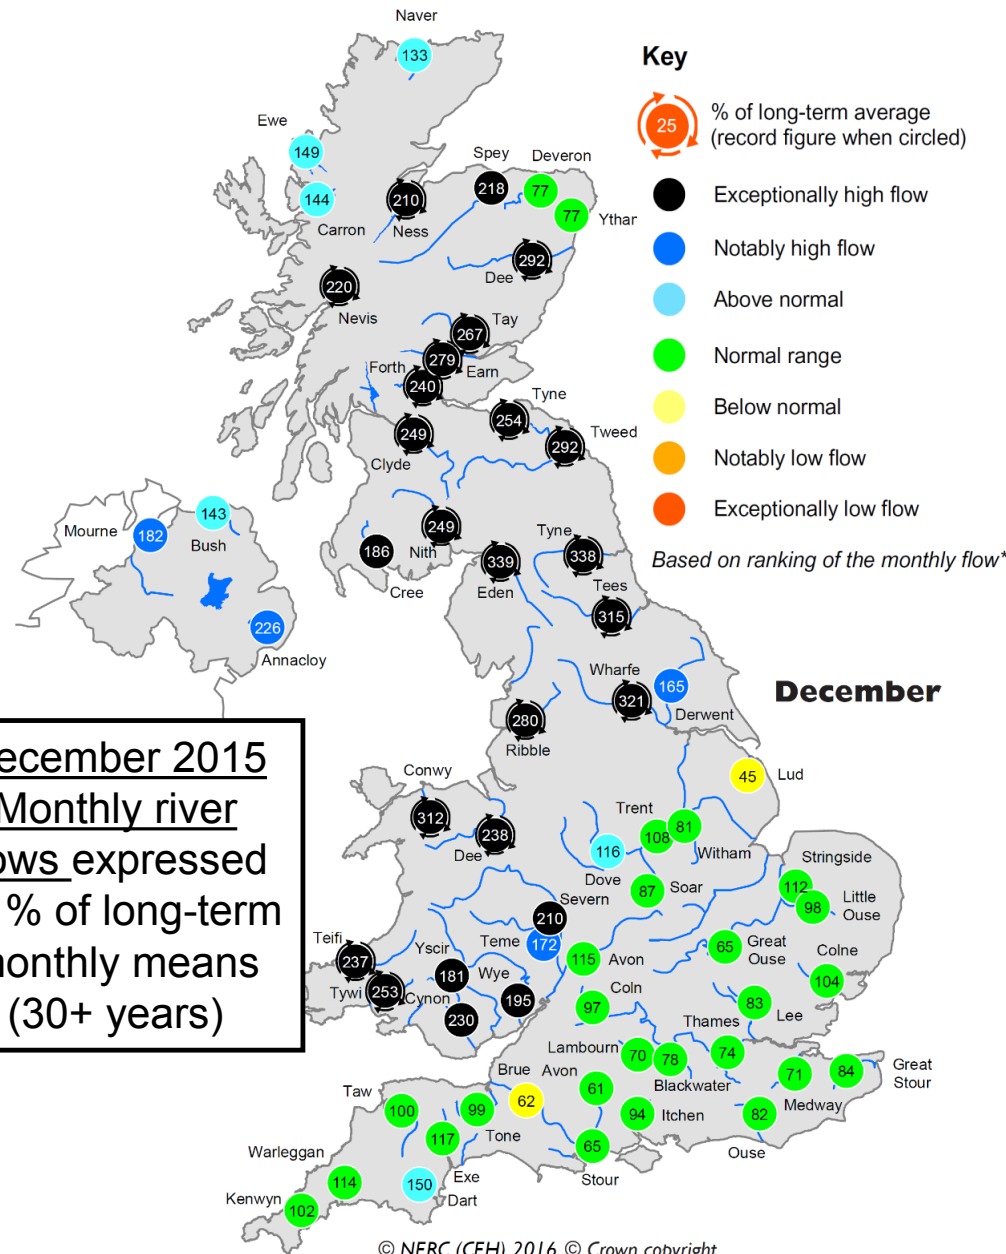 Naver
133
Ewe
149
144
Carron
210
Ness
Spey
218
Deveron
77
77
Ythan
292
Dee
220
Nevis
267
Tay
279
Earn
Forth
240
Tyne
254
Tweed
292
249
Clyde
249
Nith
186
Cree
Mourne
182
143
Bush
226
Annacloy
339
Eden
Tyne
338
Tees
315
Wharfe
321
165
Derwent
280
Ribble
Key
25
% of long-term average
(record figure when circled)
Exceptionally high flow
Notably high flow
Above normal
Normal range
Below normal
Notably low flow
Exceptionally low flow
Based on ranking of the monthly flow*
December
ecember 2015
Monthly river
ows expressed
% of long-term
nonthly means
(30+ years)
Conwy
312
238
Dee
45
Lud
Trent
108
81
Witham
116
Dove
87
Soar
Stringside
112
98
Little
Ouse
Severn
210
Teme
172
115
Avon
65
Great
Ouse
Colne
104
Teifi
237
Tywi
253
Yscir
181
Cynon
230
Wye
195
Coln
97
83
Lee
Thames
74
Lambourn
70
78
Blackwater
71
Medway
84
Great
Stour
Brue
62
Avon
61
94
Itchen
82
Ouse
65
Stour
Taw
100
99
Tone
117
Exe
150
Dart
Warleggan
114
Kenwyn
102
© NERC (CEH) 2016 © Crown copyright